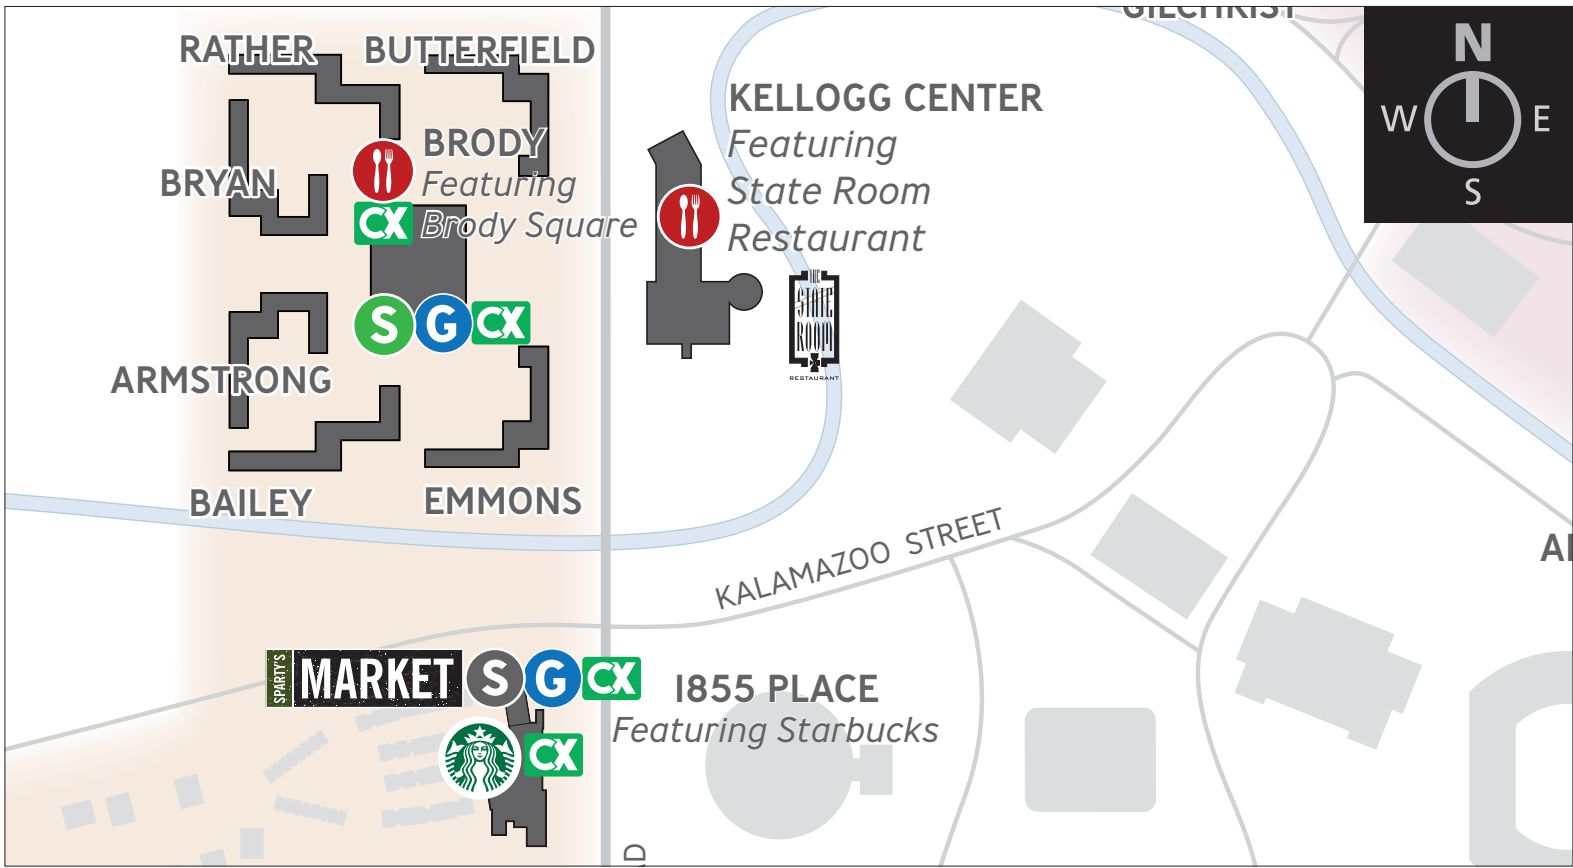 GILCHRIST
N
W E
S
RATHER
BUTTERFIELD
KELLOGG CENTER
Featuring
State Room
Restaurant
BRODY
Featuring
Brody Square
CX
BRYAN
THE
STATE
ROOM
RESTAURANT
S G CX
ARMSTRONG
BAILEY
EMMONS
KALAMAZOO STREET
SPARTY'S
MARKET
S G CX
1855 PLACE
Featuring Starbucks
CX